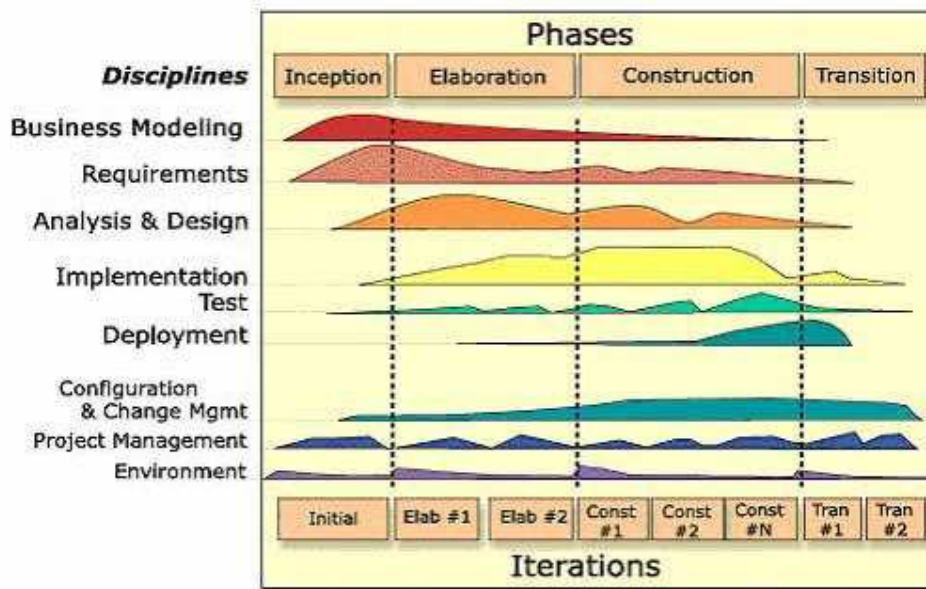 Phases
Disciplines
Inception
Elaboration
Construction
Transition
Business Modeling
Requirements
Analysis & Design
Implementation
Test
Deployment
Configuration
& Change Mgmt
Project Management
Environment
Initial
Elab #1
Elab #2
Const
#1
Const
#2
Const
#N
Tran
#1
Tran
#2
Iterations